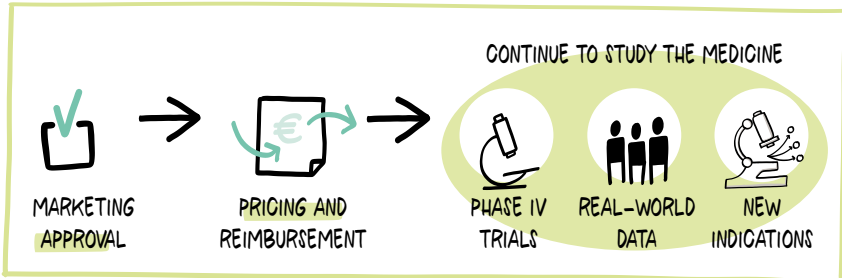 CONTINUE TO STUDY THE MEDICINE
€
MARKETING
APPROVAL
PRICING AND
REIMBURSEMENT
PHASE IV
TRIALS
REAL-WORLD
DATA
NEW
INDICATIONS